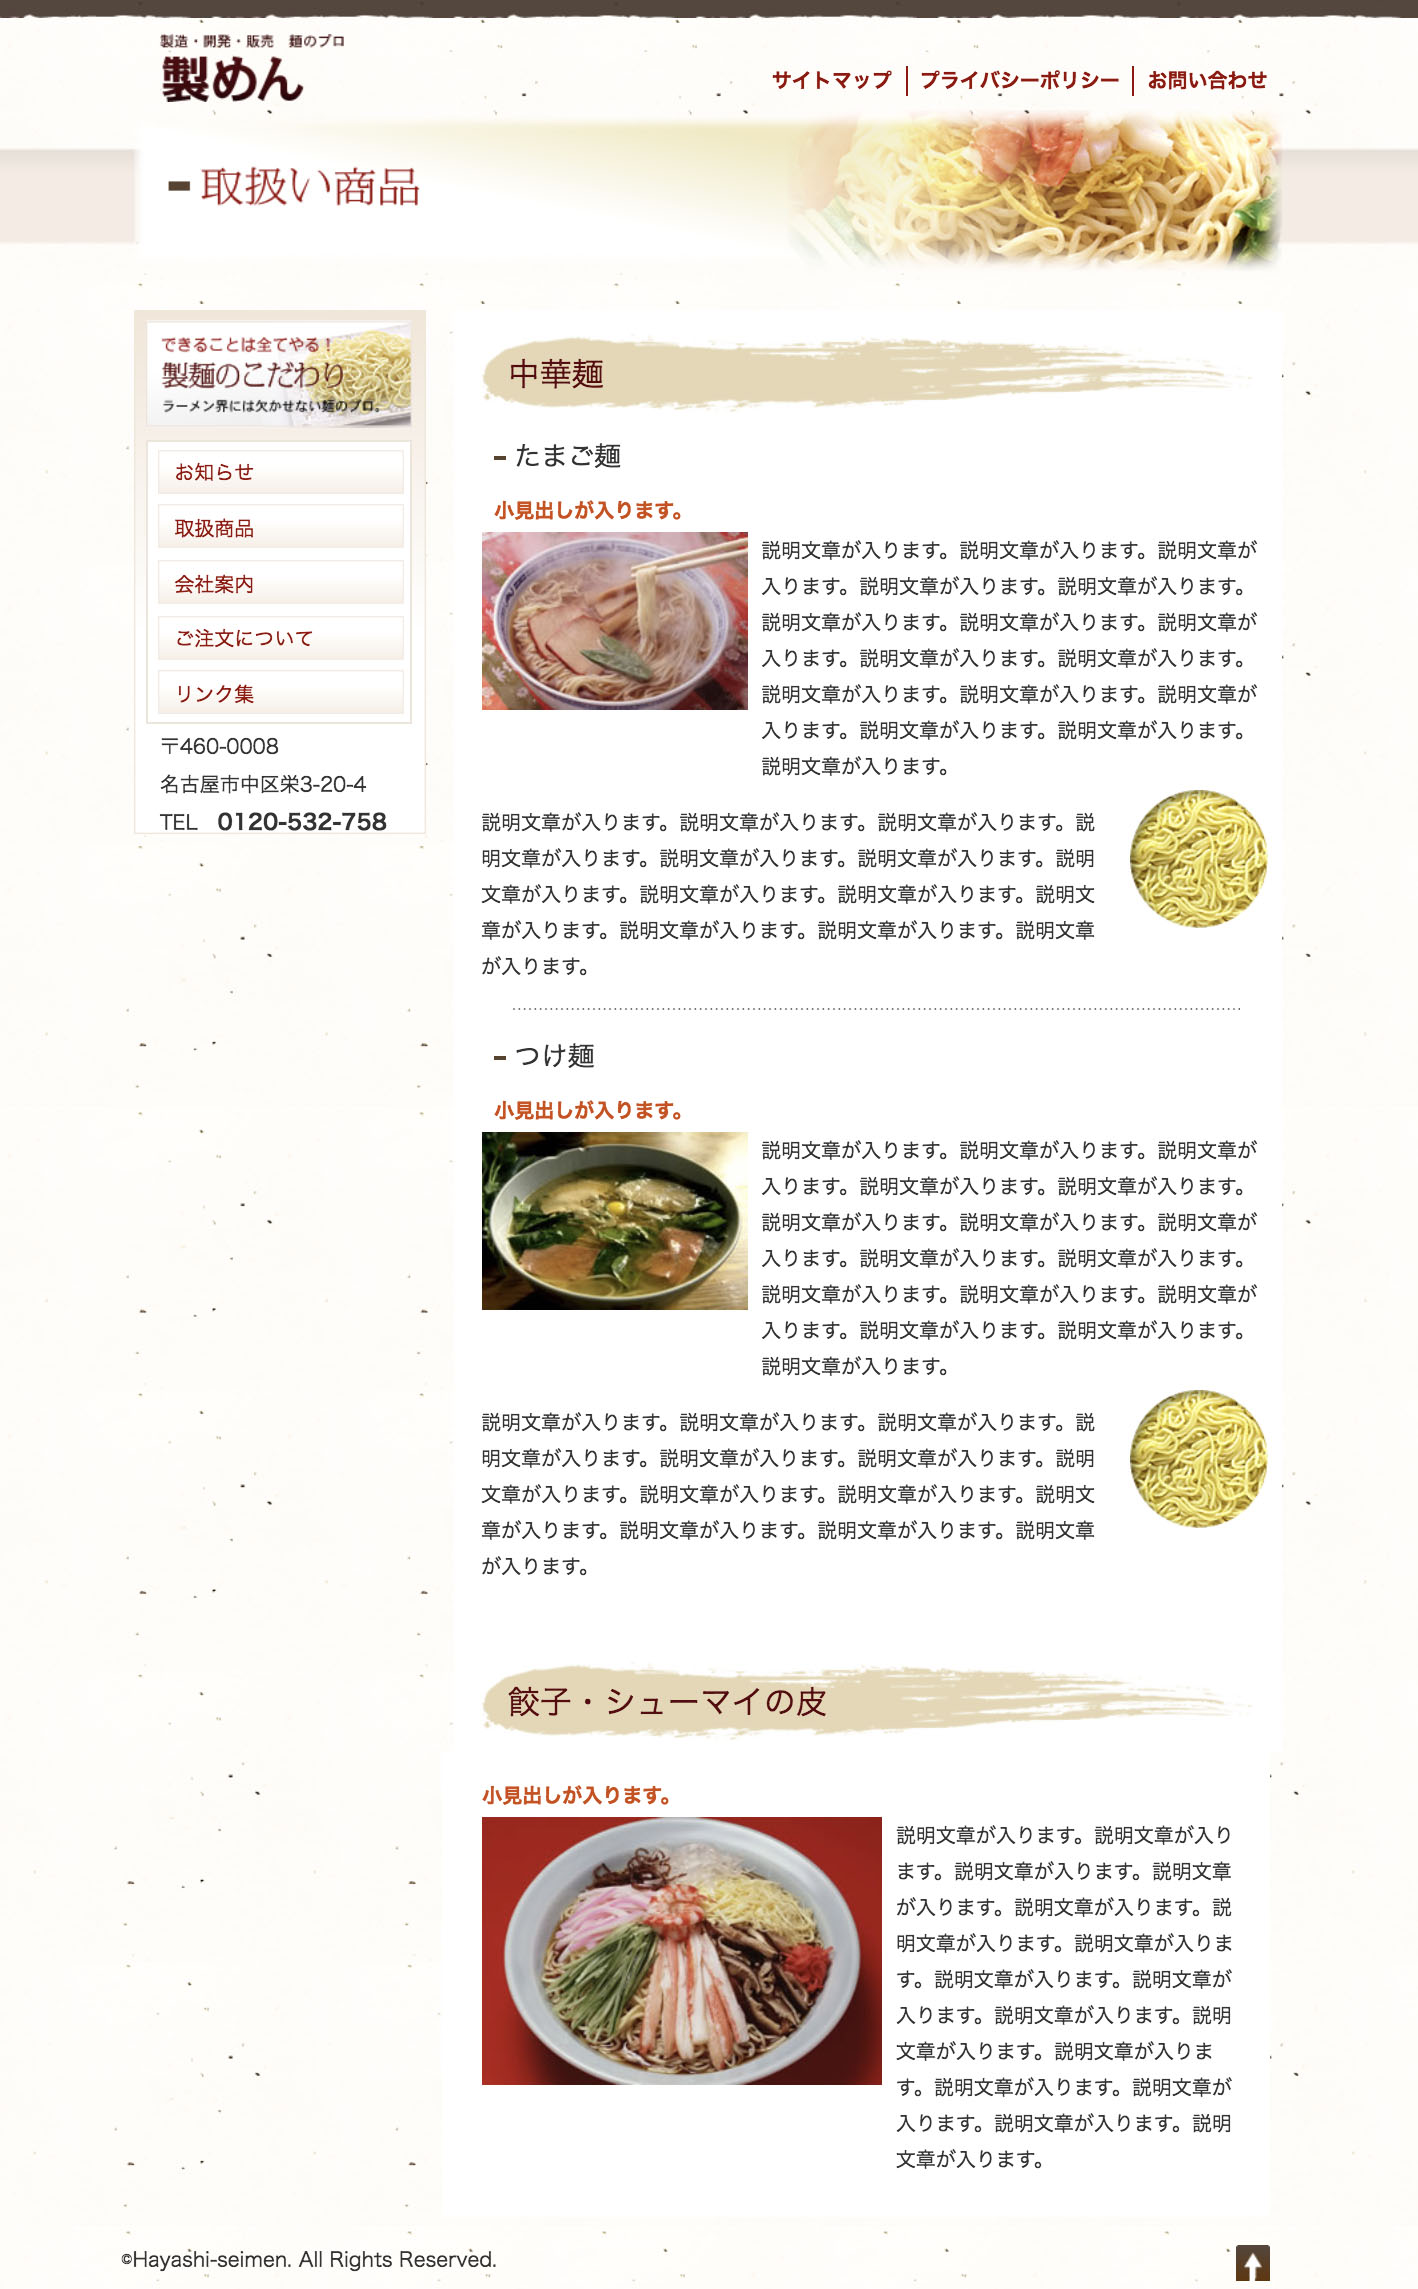 製造・開発・販売　麺のプロ
製めん
サイトマップ
プライバシーポリシー
お問い合わせ
取扱い商品
できることは全てやる！
製麺のこだわり
ラーメン界には欠かせない麺のプロ。
お知らせ
取扱商品
会社案内
ご注文について
リンク集
〒460-0008
名古屋市中区栄3-20-4
TEL　0120-532-758
中華麺
たまご麺
小見出しが入ります。
説明文章が入ります。説明文章が入ります。説明文章が
入ります。説明文章が入ります。説明文章が入ります。
説明文章が入ります。説明文章が入ります。説明文章が
入ります。説明文章が入ります。説明文章が入ります。
説明文章が入ります。説明文章が入ります。説明文章が
入ります。説明文章が入ります。説明文章が入ります。
説明文章が入ります。
説明文章が入ります。説明文章が入ります。説明文章が入ります。説
明文章が入ります。説明文章が入ります。説明文章が入ります。説明
文章が入ります。説明文章が入ります。説明文章が入ります。説明文
章が入ります。説明文章が入ります。説明文章が入ります。説明文章
が入ります。
つけ麺
小見出しが入ります。
説明文章が入ります。説明文章が入ります。説明文章が
入ります。説明文章が入ります。説明文章が入ります。
説明文章が入ります。説明文章が入ります。説明文章が
入ります。説明文章が入ります。説明文章が入ります。
説明文章が入ります。説明文章が入ります。説明文章が
入ります。説明文章が入ります。説明文章が入ります。
説明文章が入ります。
説明文章が入ります。説明文章が入ります。説明文章が入ります。説
明文章が入ります。説明文章が入ります。説明文章が入ります。説明
文章が入ります。説明文章が入ります。説明文章が入ります。説明文
章が入ります。説明文章が入ります。説明文章が入ります。説明文章
が入ります。
餃子・シューマイの皮
小見出しが入ります。
説明文章が入ります。説明文章が入り
ます。説明文章が入ります。説明文章
が入ります。説明文章が入ります。説
明文章が入ります。説明文章が入りま
す。説明文章が入ります。説明文章が
入ります。説明文章が入ります。説明
文章が入ります。説明文章が入りま
す。説明文章が入ります。説明文章が
入ります。説明文章が入ります。説明
文章が入ります。
©Hayashi-seimen. All Rights Reserved.